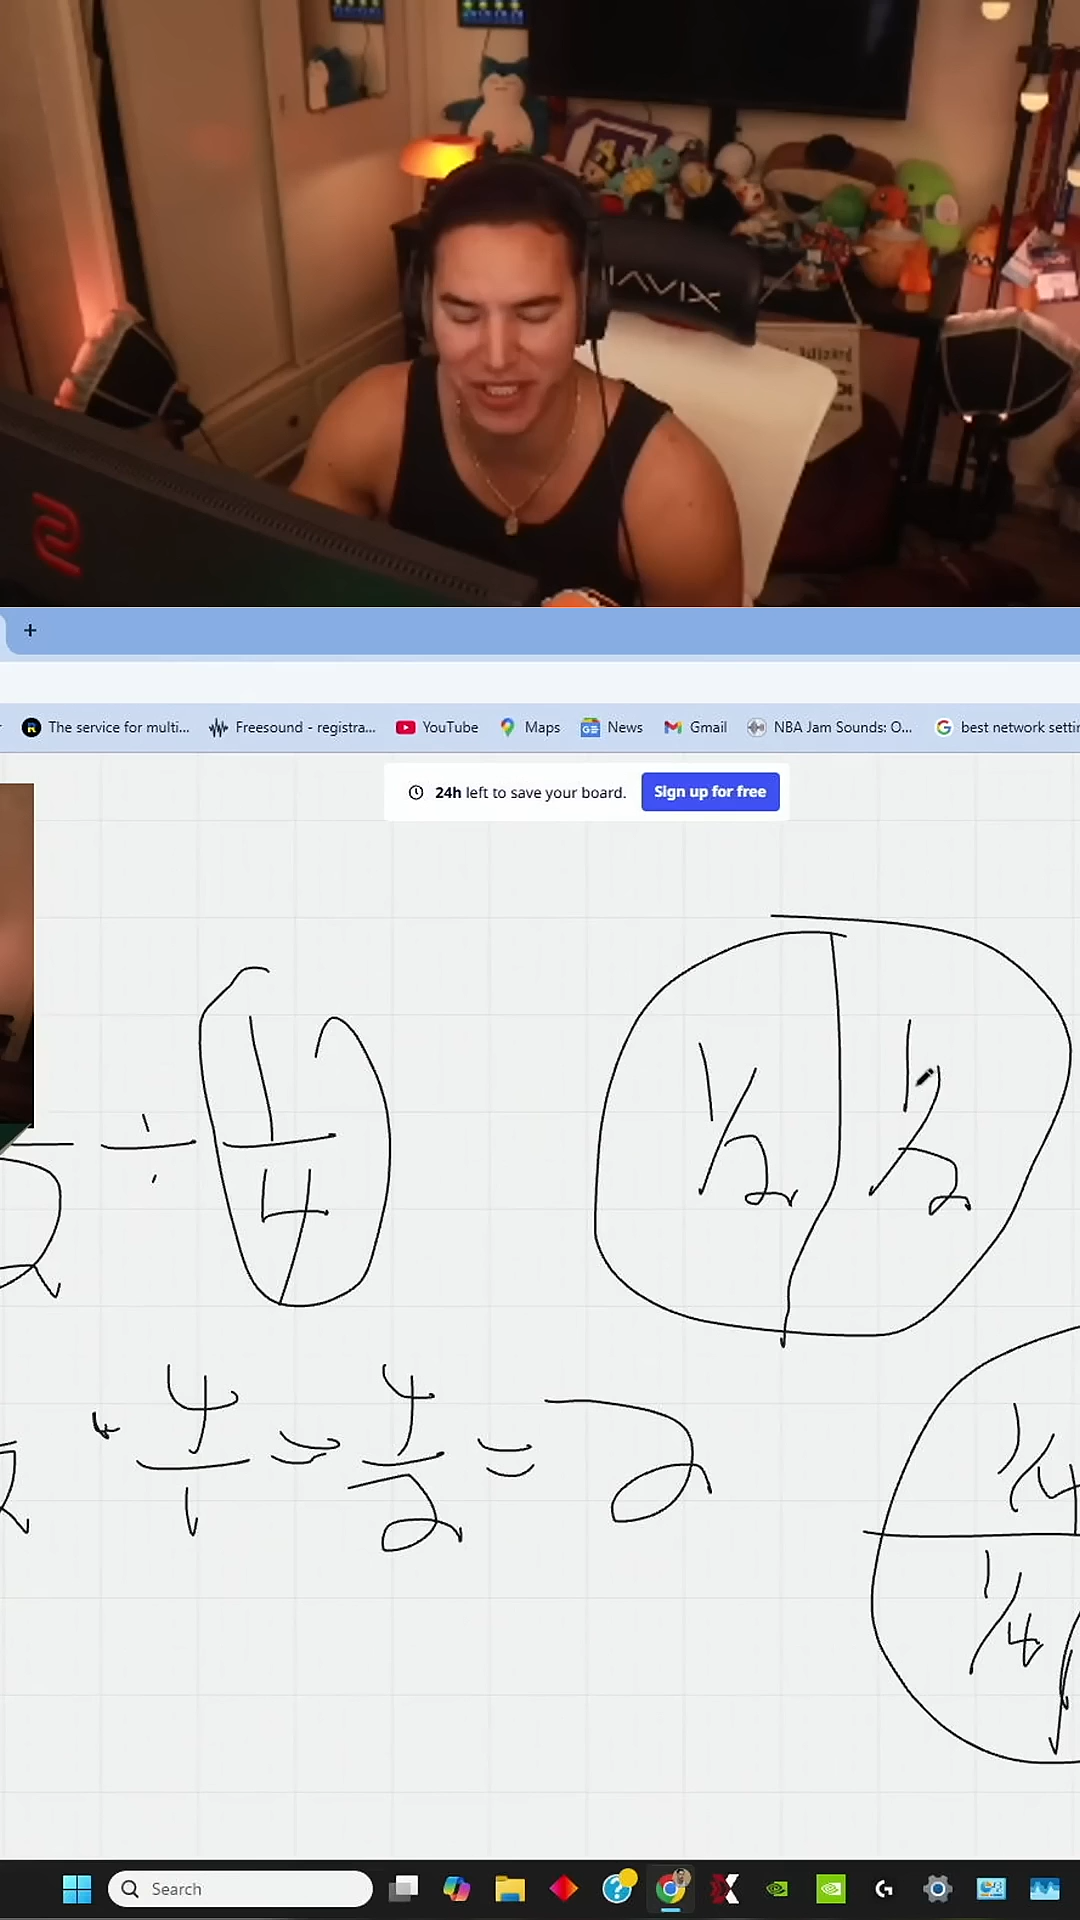 AVIX
+
The service for multi...
Freesound - registra...
YouTube
Maps
News
Gmail
NBA Jam Sounds: O...
best network settin
24h left to save your board.
Sign up for free
÷ 1/4
1/2
1/2
* 4/1 = 4/2 = 2
1/4
1/4
Search